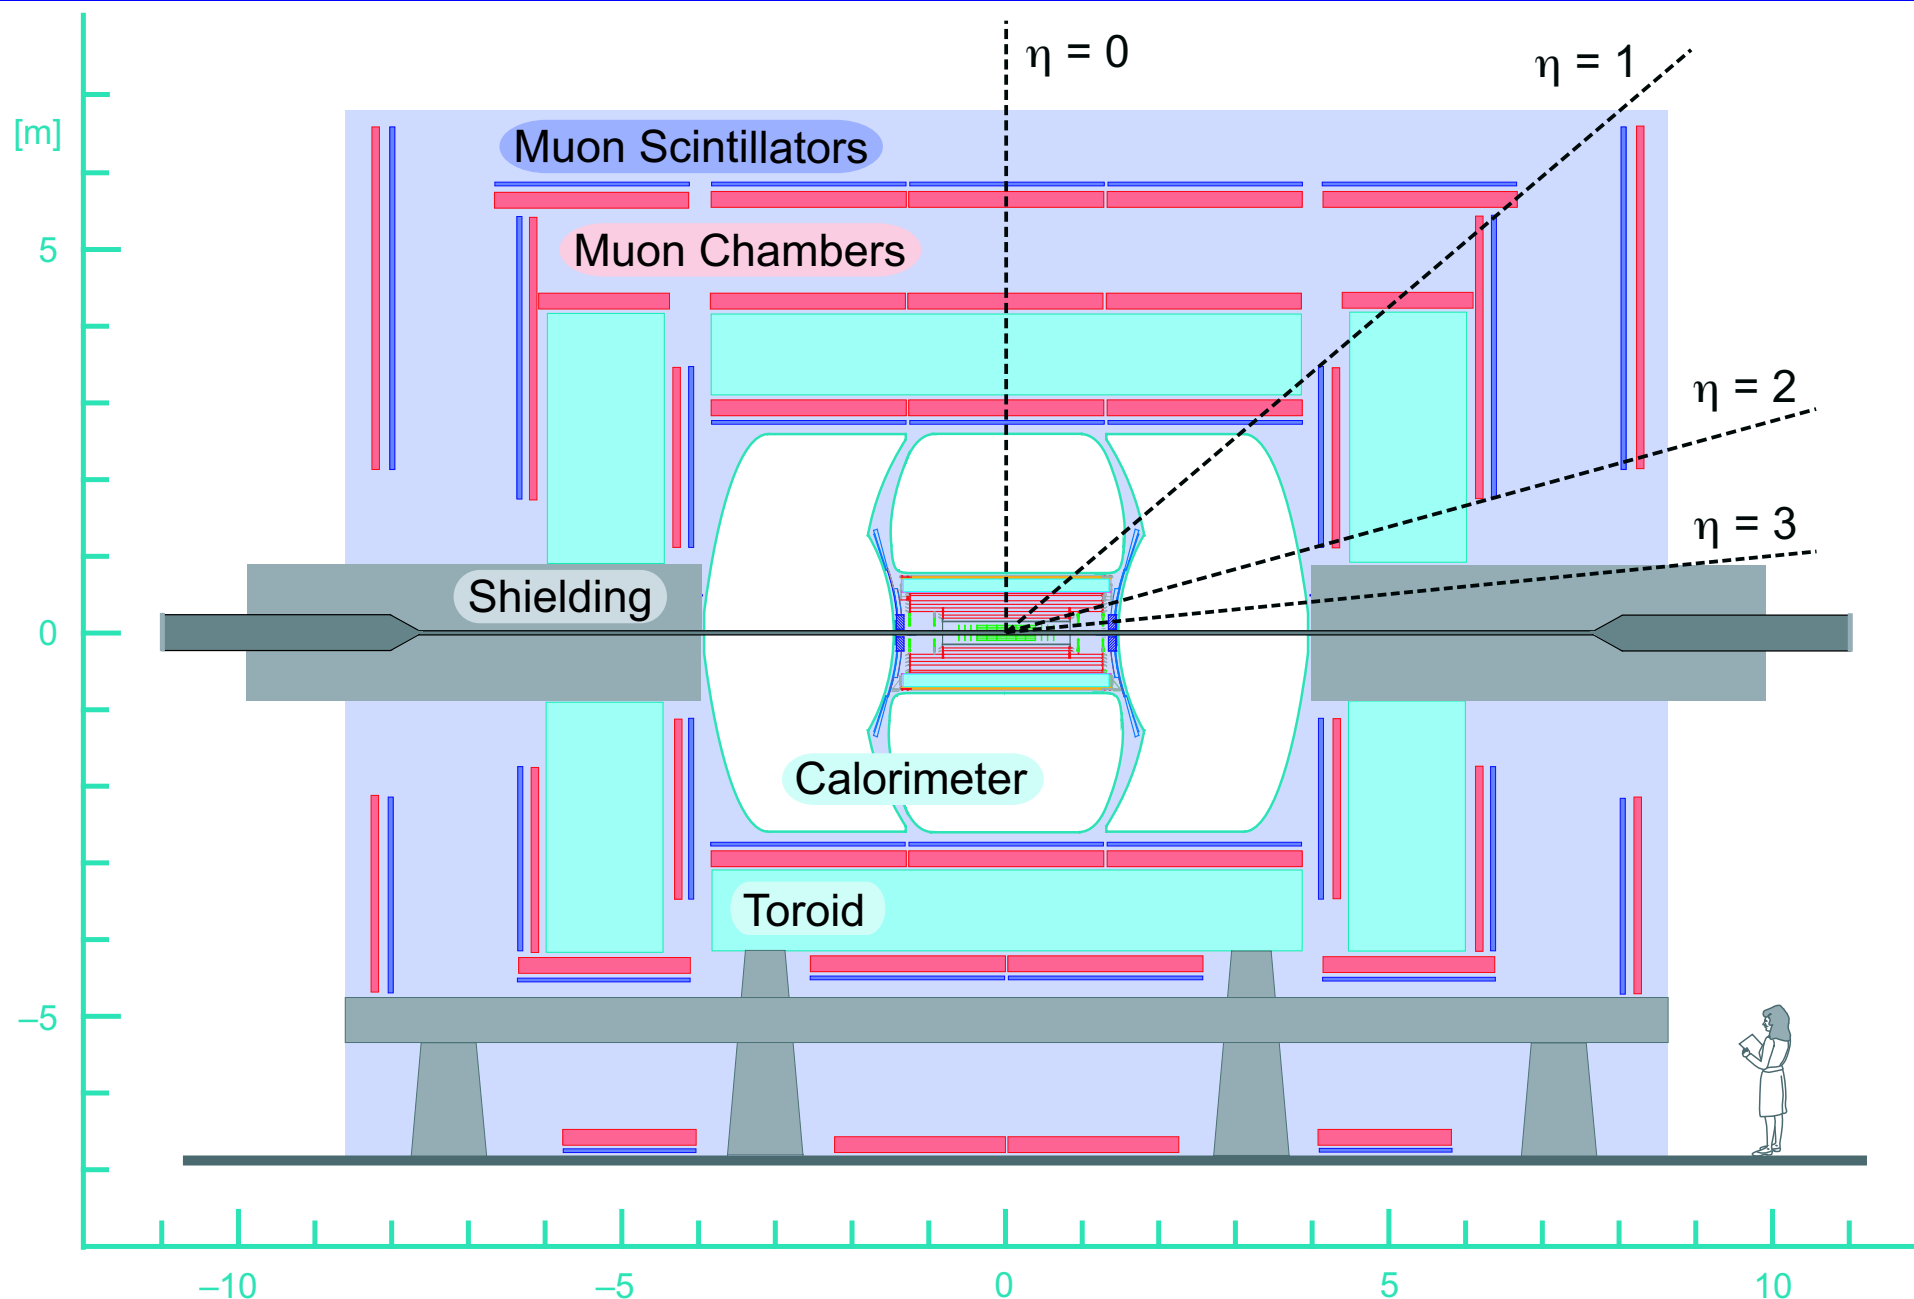 η = 0
η = 1
[m]
Muon Scintillators
5
Muon Chambers
η = 2
η = 3
Shielding
0
Calorimeter
Toroid
–5
–10
–5
0
5
10